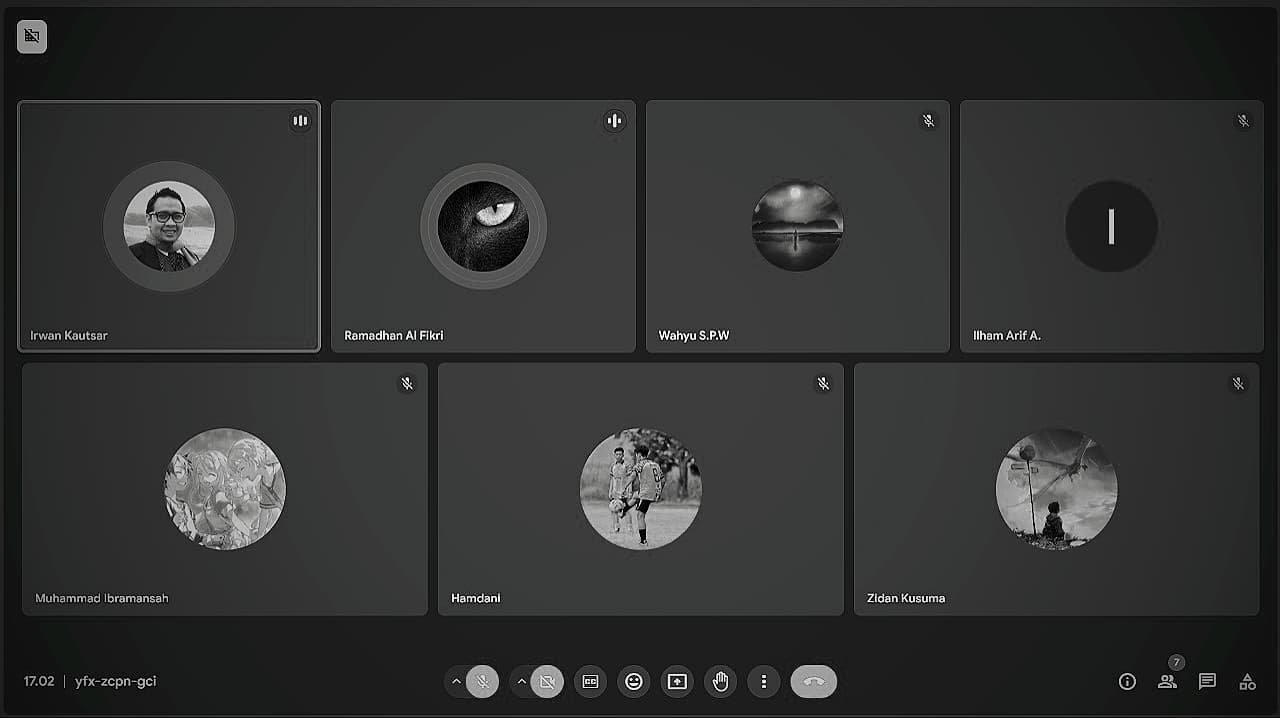 Irwan Kautsar
Ramadhan Al Fikri
Wahyu S.P.W
I
Ilham Arif A.
Muhammad Ibramansah
Hamdani
Zidan Kusuma
17.02 | yfx-zcpn-gci
CC
7